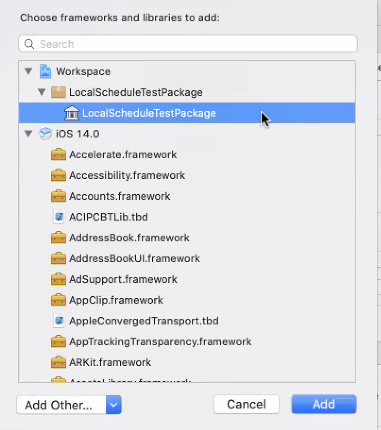 Choose frameworks and libraries to add:
Search
Workspace
LocalScheduleTestPackage
LocalScheduleTestPackage
iOS 14.0
Accelerate.framework
Accessibility.framework
Accounts.framework
ACIPCBTLib.tbd
AddressBook.framework
AddressBookUI.framework
AdSupport.framework
AppClip.framework
AppleConvergedTransport.tbd
AppTrackingTransparency.framework
ARKit.framework
AssetsLibrary.framework
Add Other... Cancel Add